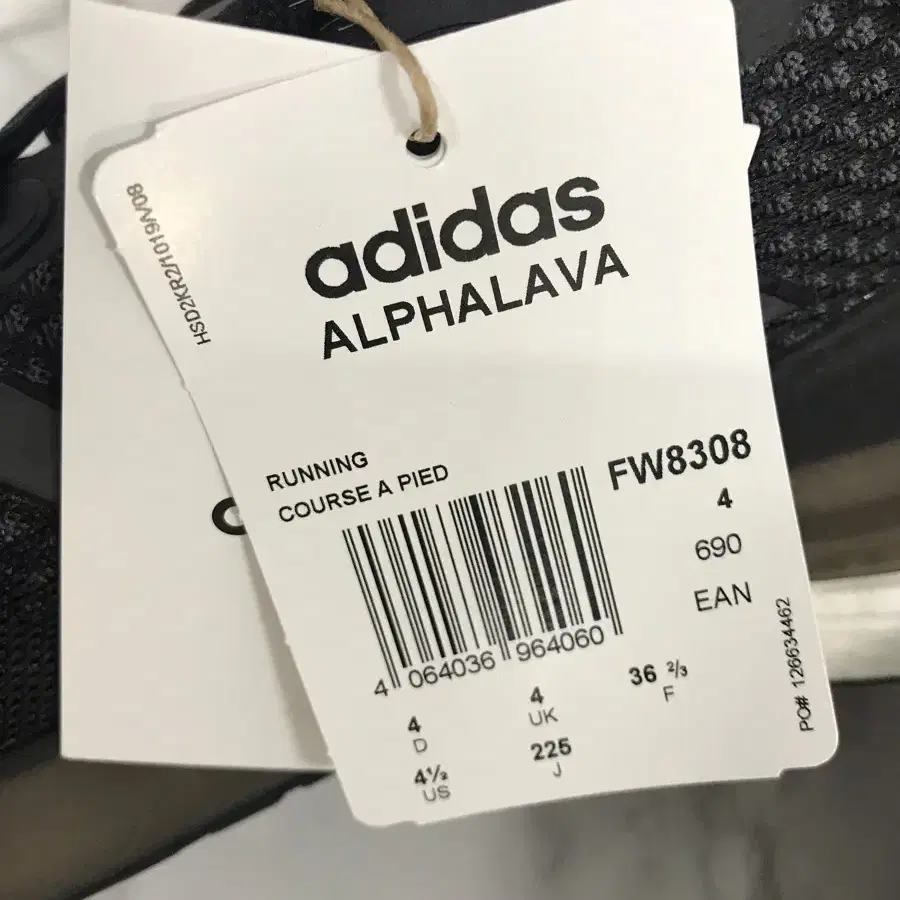 adidas
ALPHALAVA
HSD2KR2/1019/V/08
RUNNING
COURSE A PIED
FW8308
4
690
EAN
4 064036 964060
4
D
4
UK
36 ⅔
F
4½
US
225
J
PO# 126634462